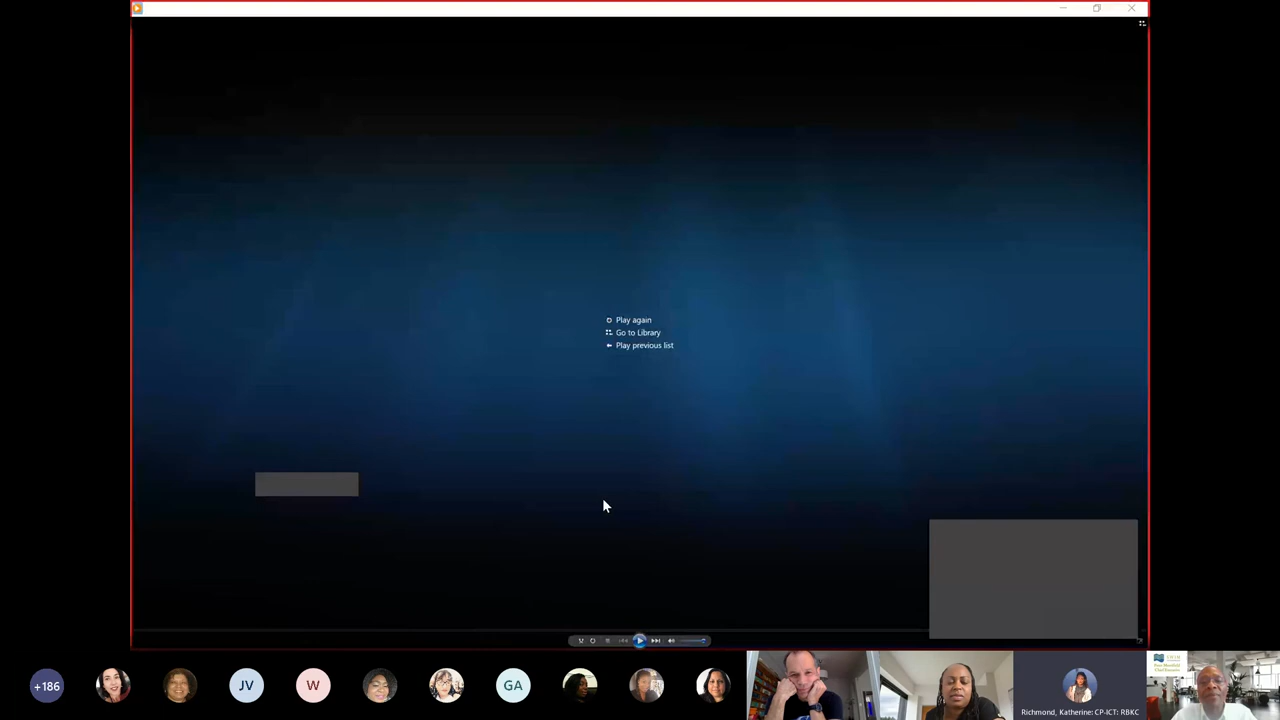 Play again
Go to Library
Play previous list
+186
JV
W
GA
Richmond, Katherine: CP-ICT: RBKC